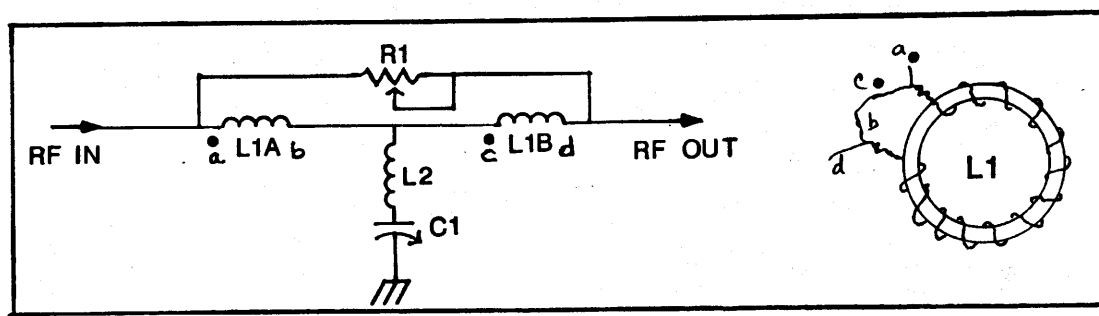 R1
a
c
b
d
L1
RF IN
a L1A b
c L1B d
RF OUT
L2
C1